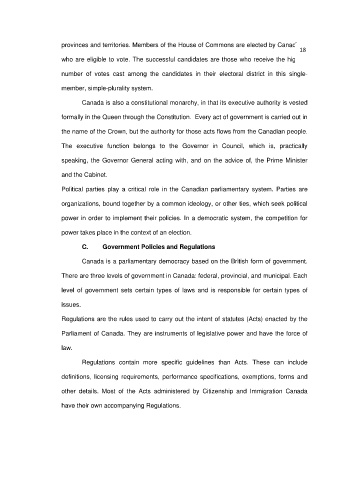 provinces and territories. Members of the House of Commons are elected by
18
who are eligible to vote. The successful candidates are those who receive the
number of votes cast among the candidates in their electoral district in this single-
member, simple-plurality system.
Canada is also a constitutional monarchy, in that its executive authority is vested
formally in the Queen through the Constitution. Every act of government is carried out in
the name of the Crown, but the authority for those acts flows from the Canadian people.
The executive function belongs to the Governor in Council, which is, practically
speaking, the Governor General acting with, and on the advice of, the Prime Minister
and the Cabinet.
Political parties play a critical role in the Canadian parliamentary system. Parties are
organizations, bound together by a common ideology, or other ties, which seek political
power in order to implement their policies. In a democratic system, the competition for
power takes place in the context of an election.
C. Government Policies and Regulations
Canada is a parliamentary democracy based on the British form of government.
There are three levels of government in Canada: federal, provincial, and municipal. Each
level of government sets certain types of laws and is responsible for certain types of
issues.
Regulations are the rules used to carry out the intent of statutes (Acts) enacted by the
Parliament of Canada. They are instruments of legislative power and have the force of
law.
Regulations contain more specific guidelines than Acts. These can include
definitions, licensing requirements, performance specifications, exemptions, forms and
other details. Most of the Acts administered by Citizenship and Immigration Canada
have their own accompanying Regulations.